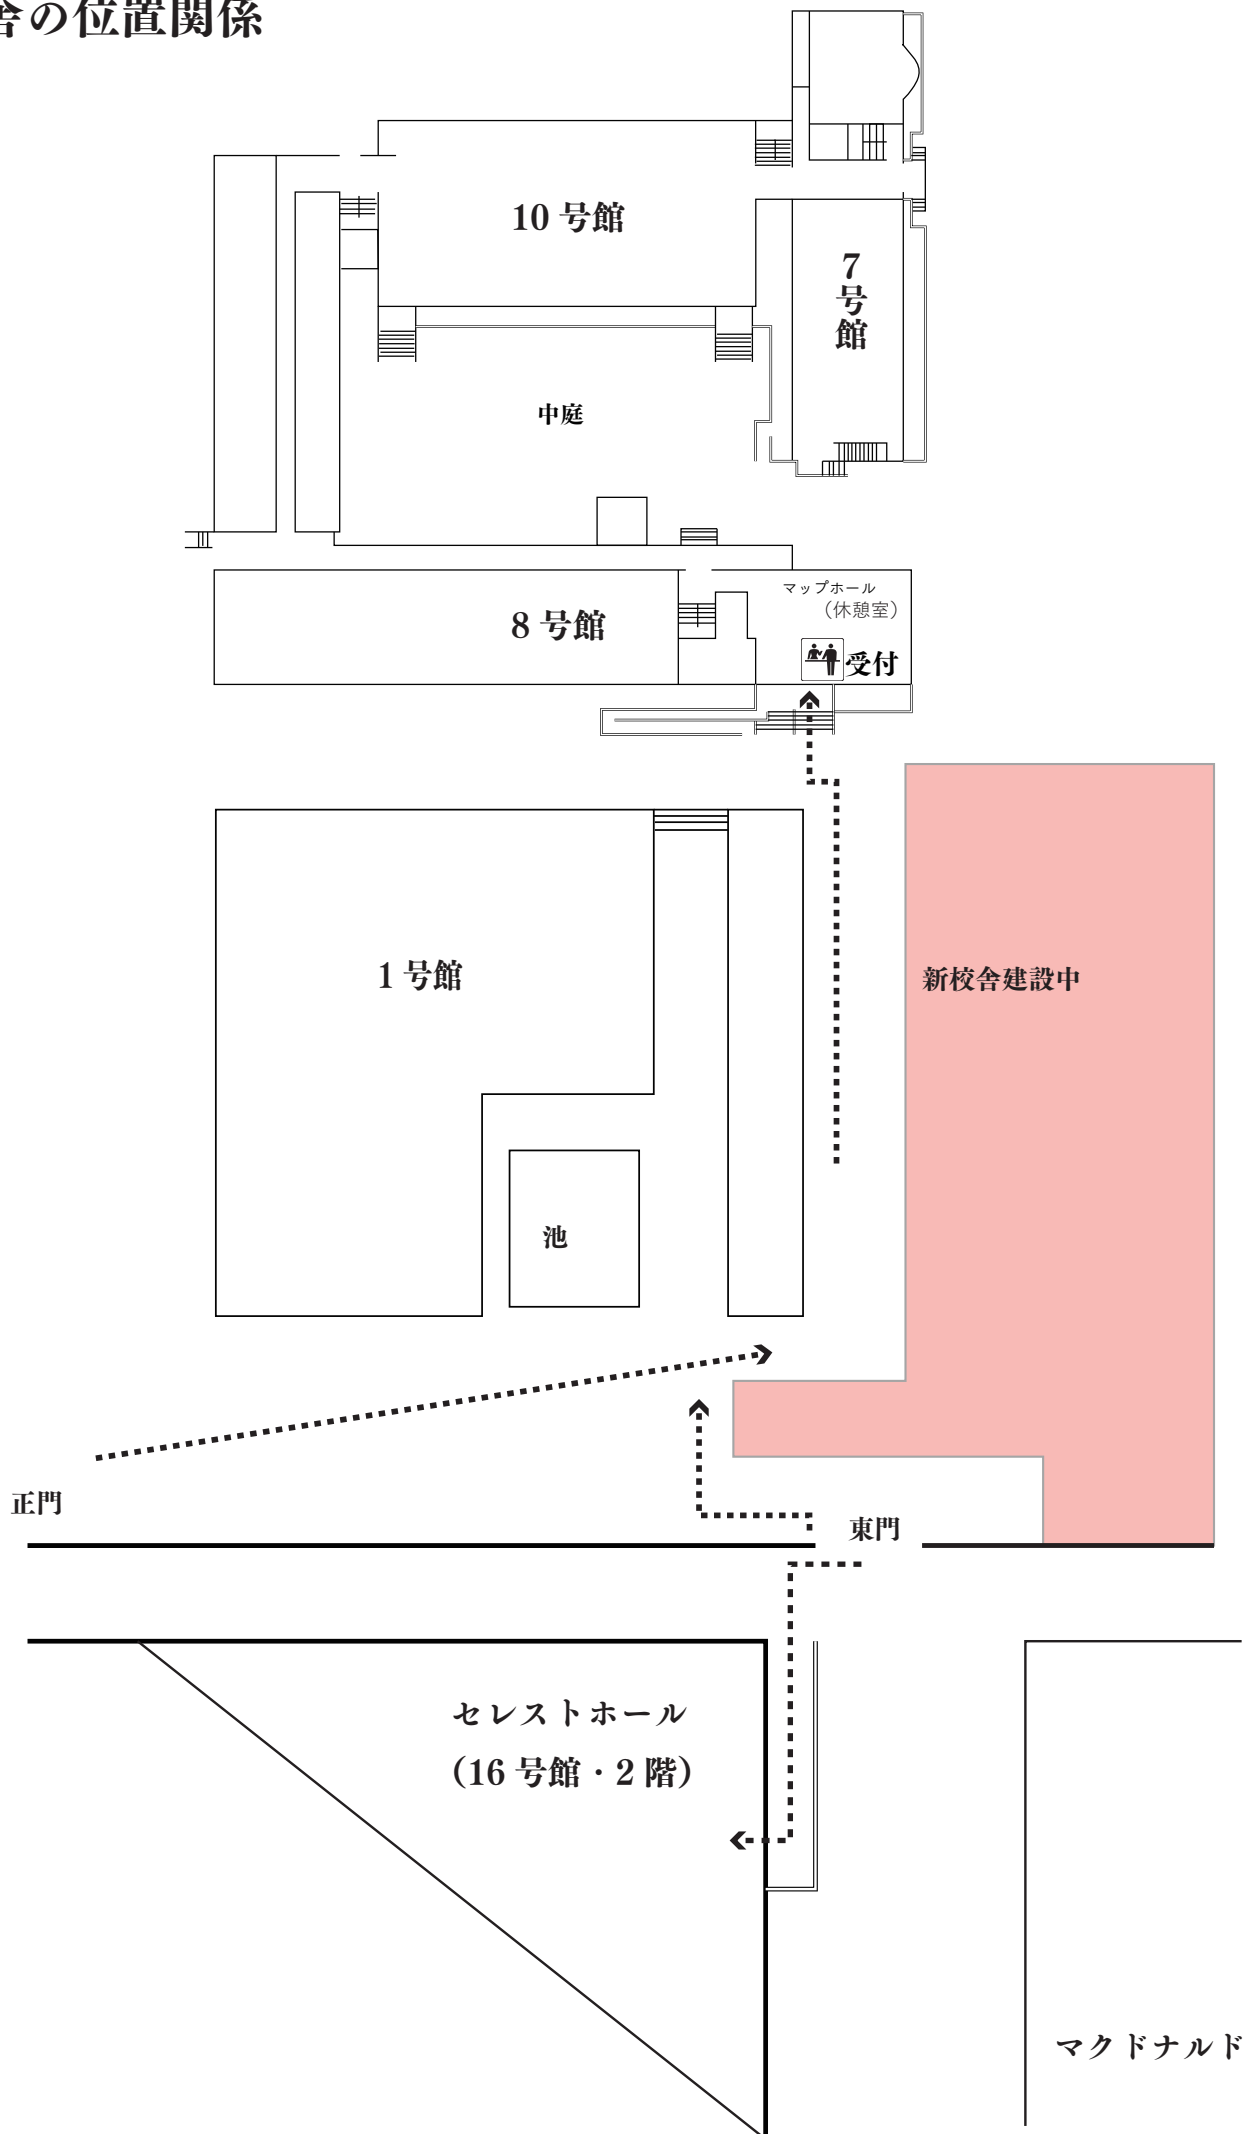 舎の位置関係
10 号館
7号館
中庭
マップホール
(休憩室)
8 号館
受付
1 号館
新校舎建設中
池
正門
東門
セレストホール
(16 号館・2 階)
マクドナルド